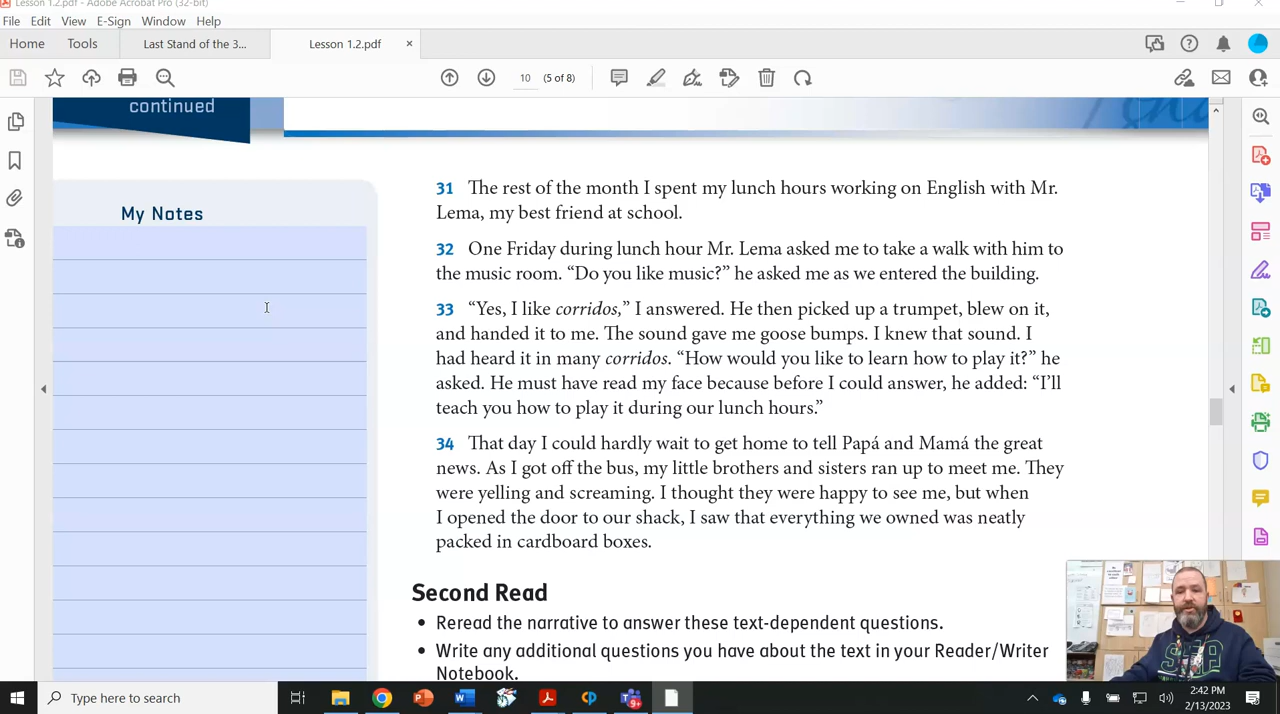 Lesson 1.2.pdf - Adobe Acrobat Pro (32-bit)
File Edit View E-Sign Window Help
Home Tools Last Stand of the 3... Lesson 1.2.pdf ×
10 (5 of 8)
continued
My Notes
31 The rest of the month I spent my lunch hours working on English with Mr.
Lema, my best friend at school.
32 One Friday during lunch hour Mr. Lema asked me to take a walk with him to
the music room. “Do you like music?” he asked me as we entered the building.
33 “Yes, I like corridos,” I answered. He then picked up a trumpet, blew on it,
and handed it to me. The sound gave me goose bumps. I knew that sound. I
had heard it in many corridos. “How would you like to learn how to play it?” he
asked. He must have read my face because before I could answer, he added: “I’ll
teach you how to play it during our lunch hours.”
34 That day I could hardly wait to get home to tell Papá and Mamá the great
news. As I got off the bus, my little brothers and sisters ran up to meet me. They
were yelling and screaming. I thought they were happy to see me, but when
I opened the door to our shack, I saw that everything we owned was neatly
packed in cardboard boxes.
Second Read
• Reread the narrative to answer these text-dependent questions.
• Write any additional questions you have about the text in your Reader/Writer
Notebook.
Type here to search
2:42 PM
2/13/2023